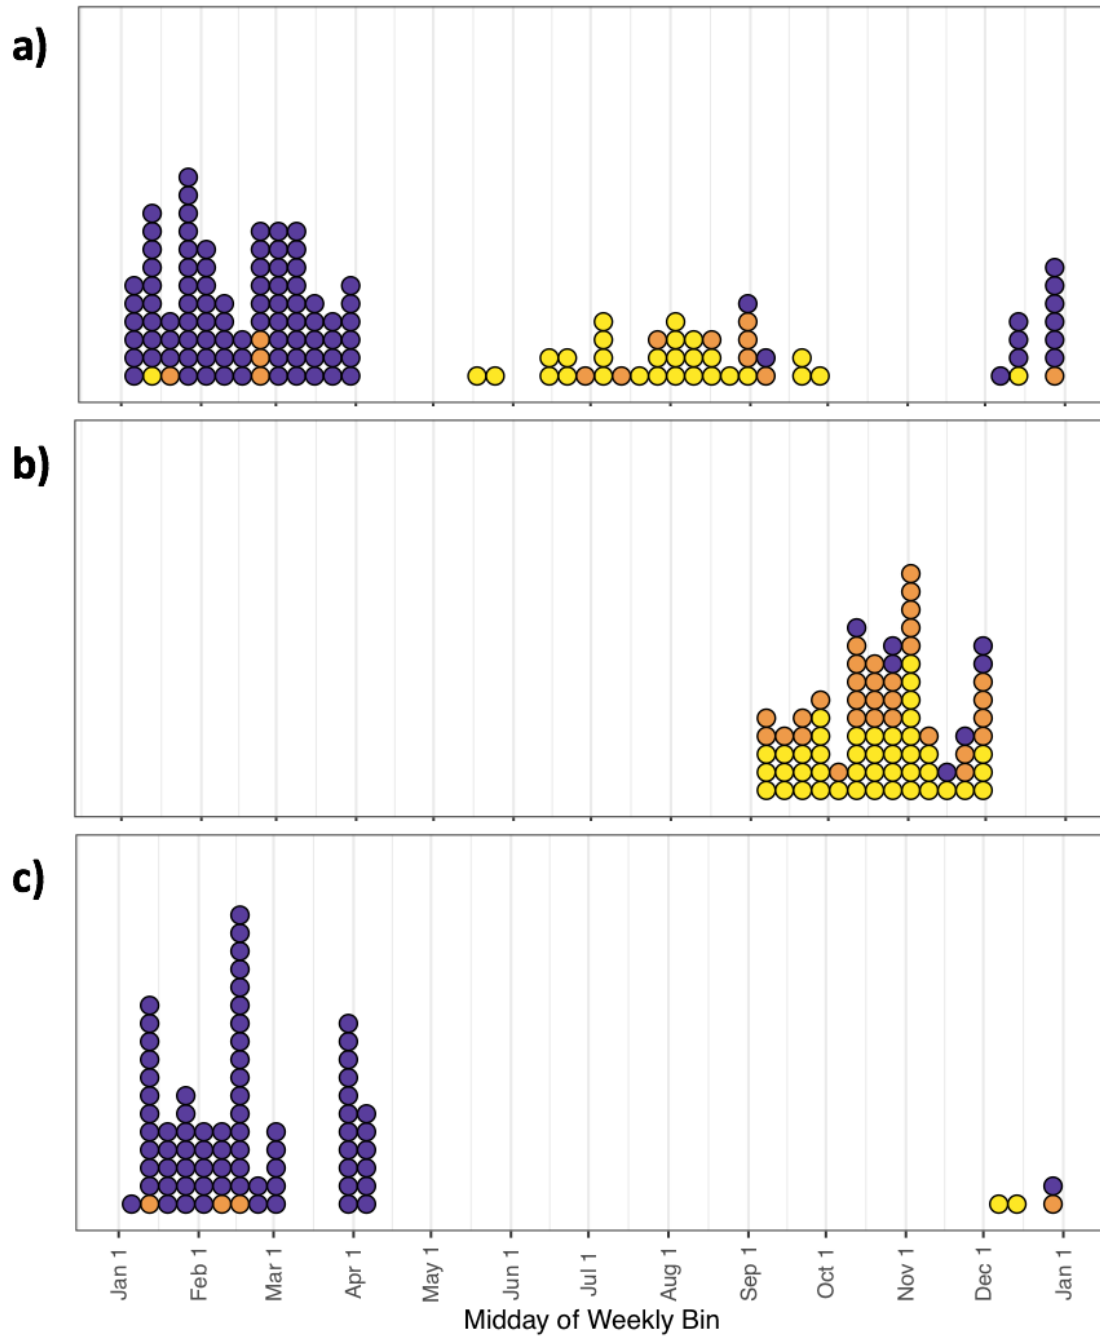 a)
b)
c)
Jan 1 Feb 1 Mar 1 Apr 1 May 1 Jun 1 Jul 1 Aug 1 Sep 1 Oct 1 Nov 1 Dec 1 Jan 1
Midday of Weekly Bin